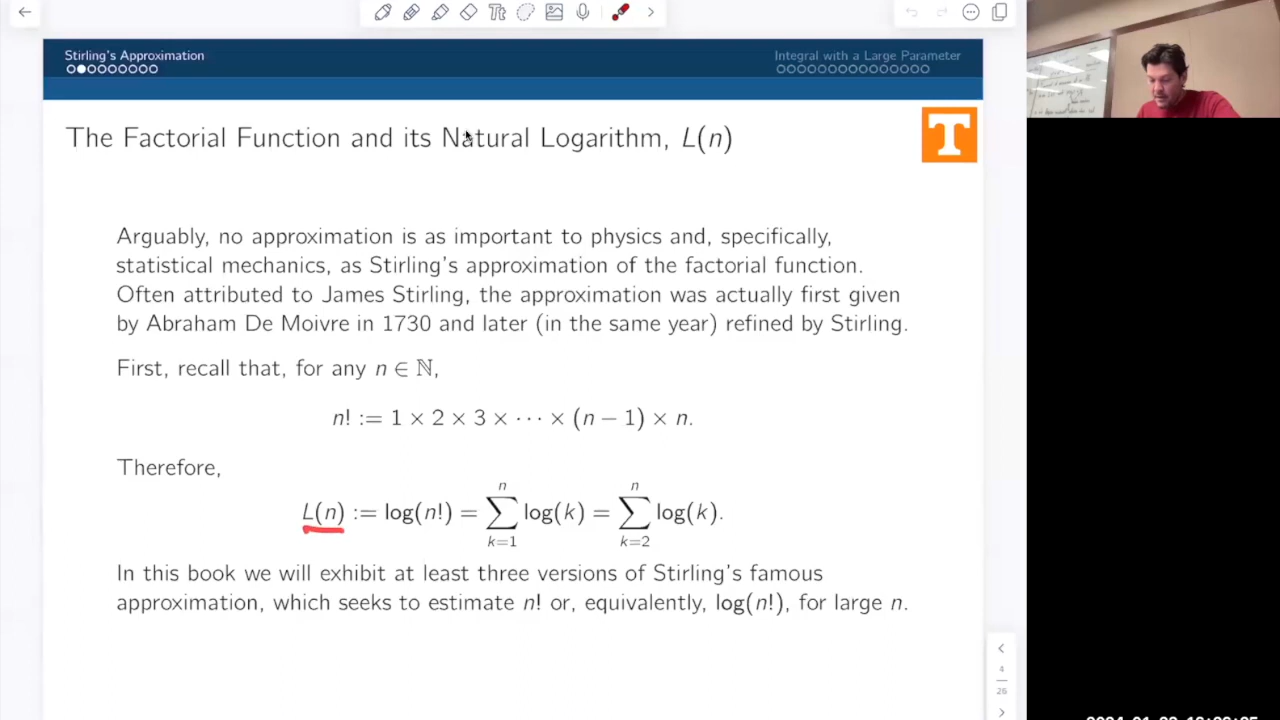 Stirling's Approximation
Integral with a Large Parameter
The Factorial Function and its Natural Logarithm, L(n)
T
Arguably, no approximation is as important to physics and, specifically,
statistical mechanics, as Stirling's approximation of the factorial function.
Often attributed to James Stirling, the approximation was actually first given
by Abraham De Moivre in 1730 and later (in the same year) refined by Stirling.
First, recall that, for any n ∈ ℕ,
n! := 1 × 2 × 3 × ··· × (n − 1) × n.
Therefore,
L(n) := log(n!) = ∑_{k=1}^{n} log(k) = ∑_{k=2}^{n} log(k).
In this book we will exhibit at least three versions of Stirling's famous
approximation, which seeks to estimate n! or, equivalently, log(n!), for large n.
4
26